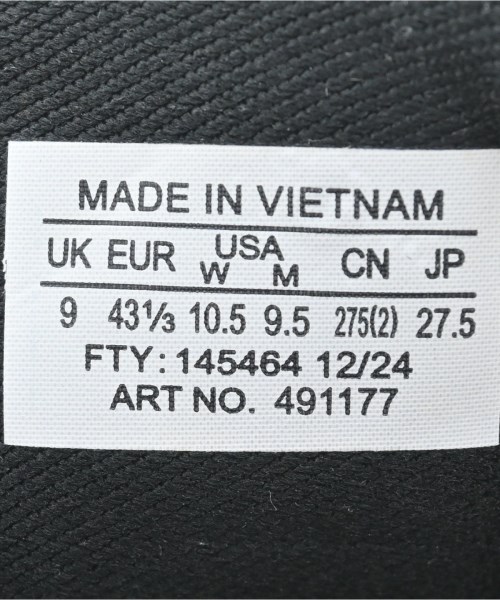 MADE IN VIETNAM
UK EUR USA CN JP
W M
9 43⅓ 10.5 9.5 275(2) 27.5
FTY: 145464 12/24
ART NO. 491177